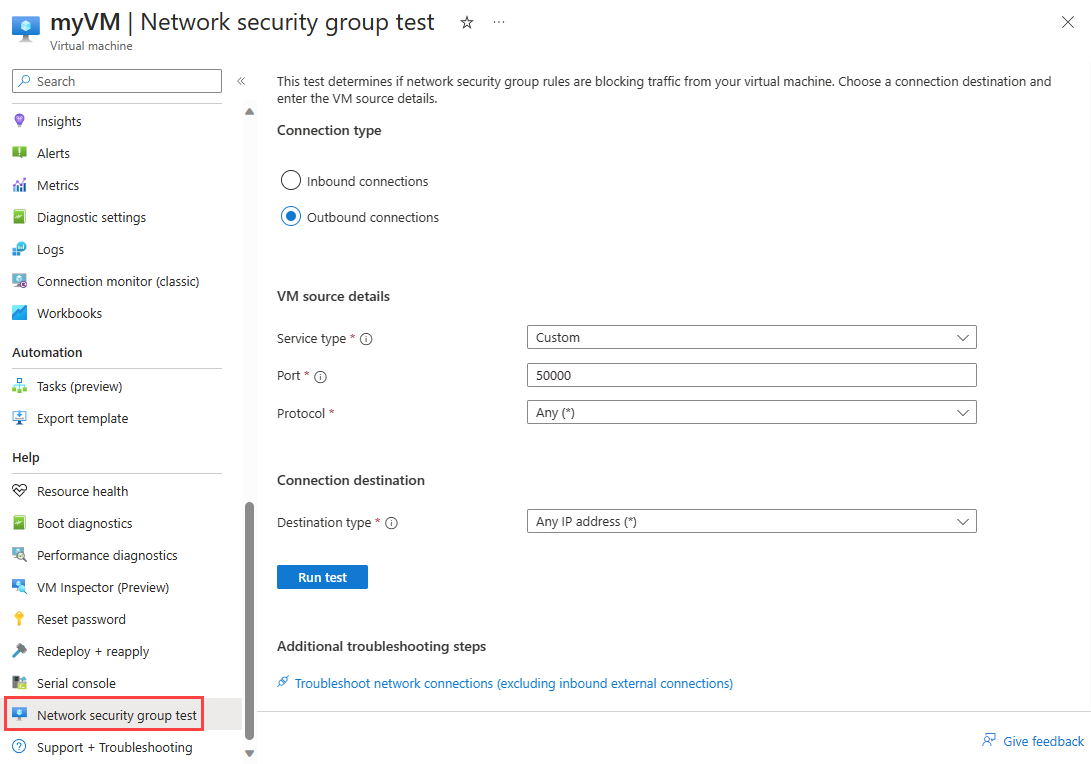 myVM | Network security group test
Virtual machine
Search
Insights
Alerts
Metrics
Diagnostic settings
Logs
Connection monitor (classic)
Workbooks
Automation
Tasks (preview)
Export template
Help
Resource health
Boot diagnostics
Performance diagnostics
VM Inspector (Preview)
Reset password
Redeploy + reapply
Serial console
Network security group test
Support + Troubleshooting
This test determines if network security group rules are blocking traffic from your virtual machine. Choose a connection destination and
enter the VM source details.
Connection type
Inbound connections
Outbound connections
VM source details
Service type * Custom
Port * 50000
Protocol * Any (*)
Connection destination
Destination type * Any IP address (*)
Run test
Additional troubleshooting steps
Troubleshoot network connections (excluding inbound external connections)
Give feedback